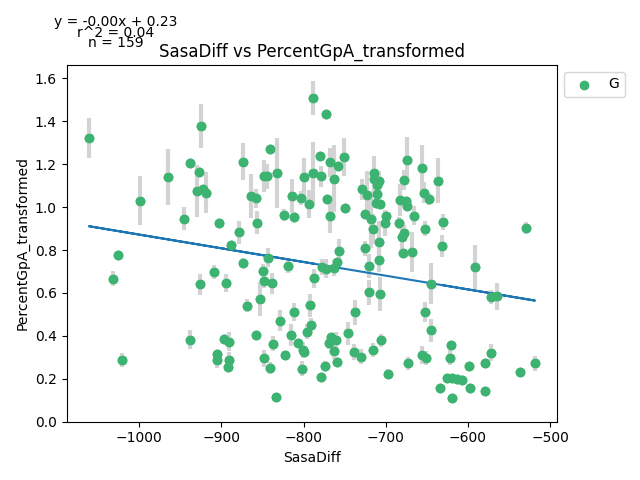 y = -0.00x + 0.23
r^2 = 0.04
n = 159
SasaDiff vs PercentGpA_transformed
G
PercentGpA_transformed
1.6
1.4
1.2
1.0
0.8
0.6
0.4
0.2
0.0
−1000 −900 −800 −700 −600 −500
SasaDiff